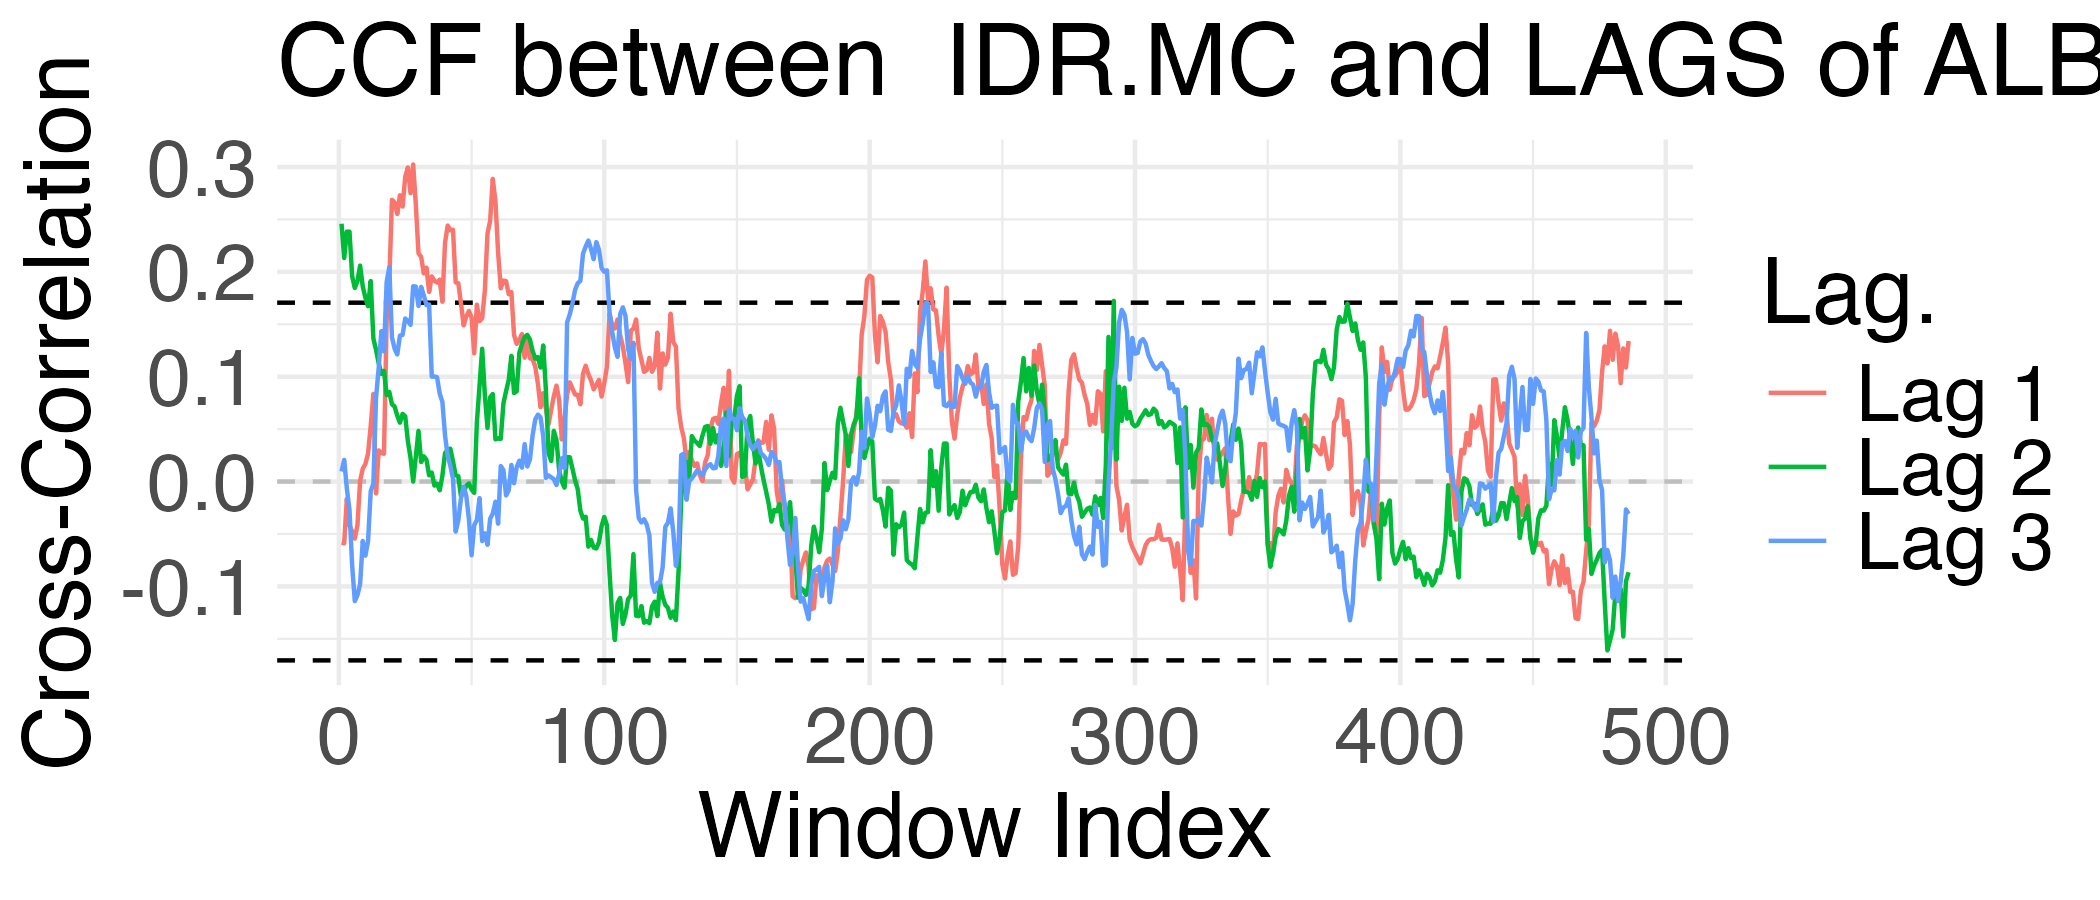 CCF between  IDR.MC and LAGS of ALB
Cross-Correlation
0.3
0.2
0.1
0.0
-0.1
0 100 200 300 400 500
Window Index
Lag.
Lag 1
Lag 2
Lag 3